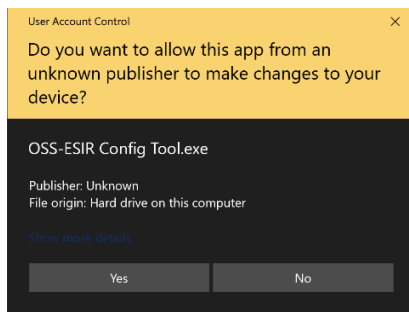 User Account Control
Do you want to allow this app from an
unknown publisher to make changes to your
device?
OSS-ESIR Config Tool.exe
Publisher: Unknown
File origin: Hard drive on this computer
Show more details
Yes
No